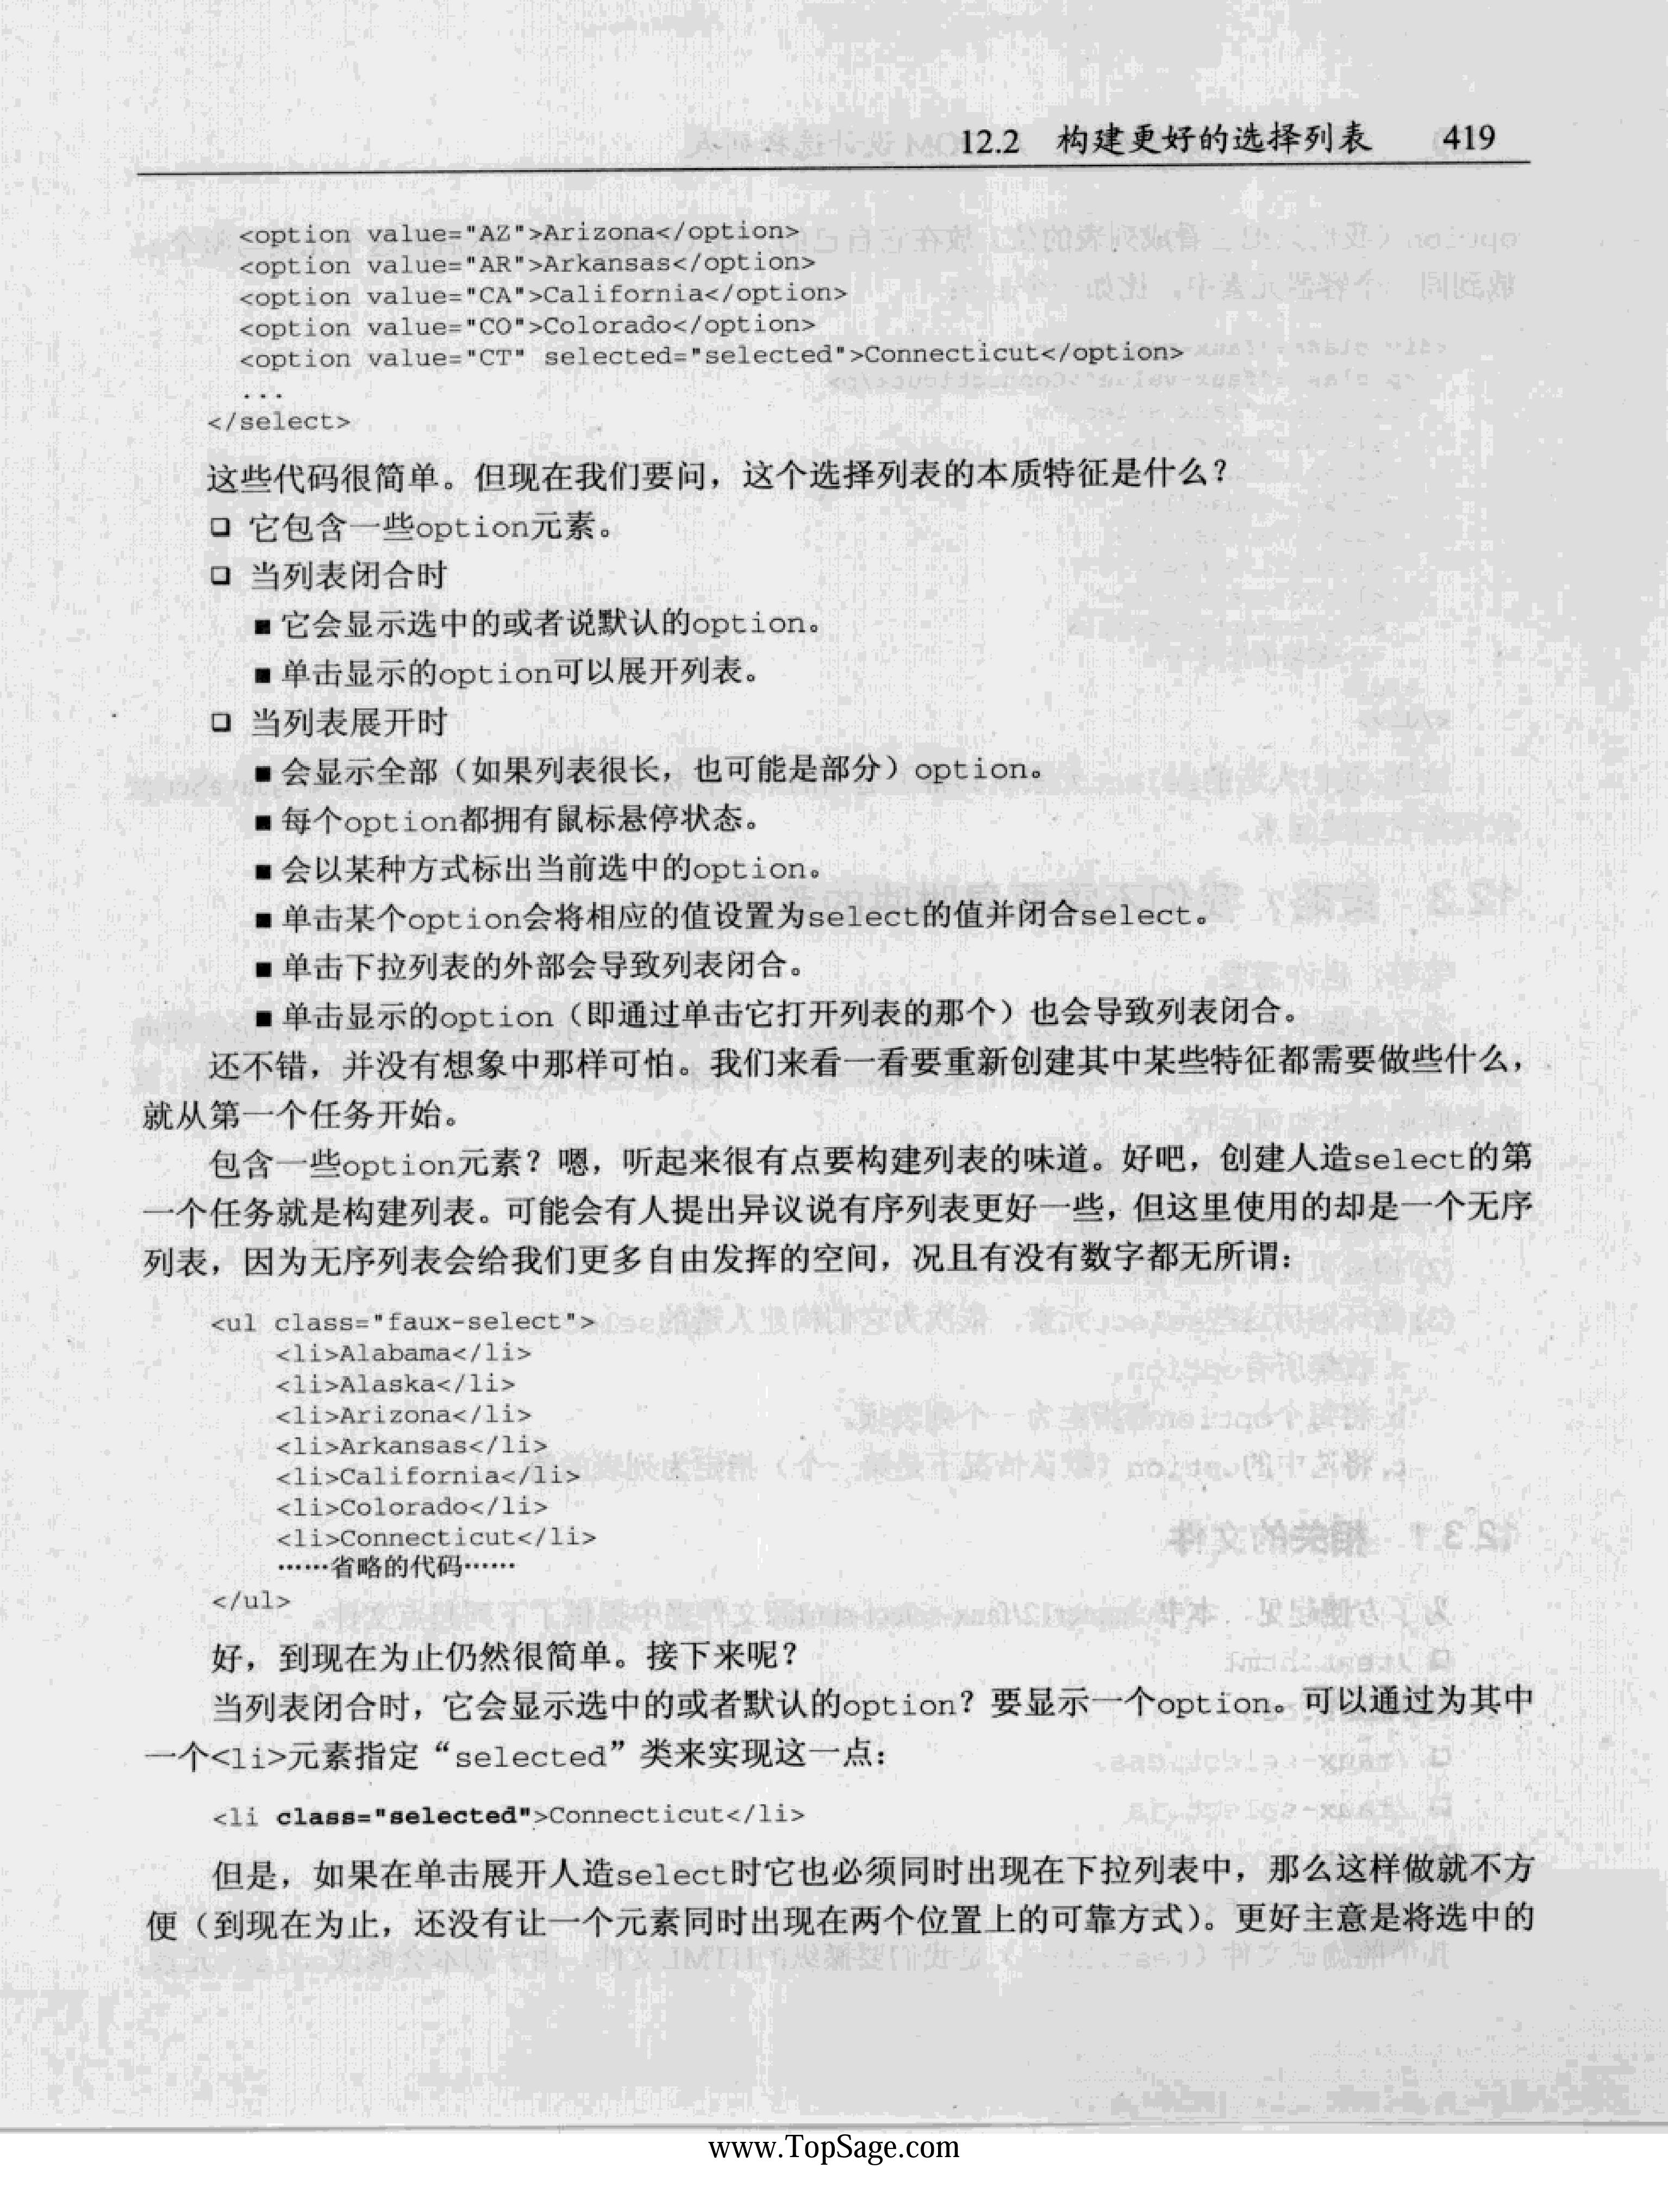 12.2 构建更好的选择列表 419
<option value="AZ">Arizona</option>
<option value="AR">Arkansas</option>
<option value="CA">California</option>
<option value="CO">Colorado</option>
<option value="CT" selected="selected">Connecticut</option>
...
</select>
这些代码很简单。但现在我们要问，这个选择列表的本质特征是什么？
❑ 它包含一些option元素。
❑ 当列表闭合时
■ 它会显示选中的或者说默认的option。
■ 单击显示的option可以展开列表。
❑ 当列表展开时
■ 会显示全部（如果列表很长，也可能是部分）option。
■ 每个option都拥有鼠标悬停状态。
■ 会以某种方式标出当前选中的option。
■ 单击某个option会将相应的值设置为select的值并闭合select。
■ 单击下拉列表的外部会导致列表闭合。
■ 单击显示的option（即通过单击它打开列表的那个）也会导致列表闭合。
还不错，并没有想象中那样可怕。我们来看一看要重新创建其中某些特征都需要做些什么，
就从第一个任务开始。
包含一些option元素？嗯，听起来很有点要构建列表的味道。好吧，创建人造select的第
一个任务就是构建列表。可能会有人提出异议说有序列表更好一些，但这里使用的却是一个无序
列表，因为无序列表会给我们更多自由发挥的空间，况且有没有数字都无所谓：
<ul class="faux-select">
<li>Alabama</li>
<li>Alaska</li>
<li>Arizona</li>
<li>Arkansas</li>
<li>California</li>
<li>Colorado</li>
<li>Connecticut</li>
……省略的代码……
</ul>
好，到现在为止仍然很简单。接下来呢？
当列表闭合时，它会显示选中的或者默认的option？要显示一个option。可以通过为其中
一个<li>元素指定“selected”类来实现这一点：
<li class="selected">Connecticut</li>
但是，如果在单击展开人造select时它也必须同时出现在下拉列表中，那么这样做就不方
便（到现在为止，还没有让一个元素同时出现在两个位置上的可靠方式）。更好主意是将选中的
www.TopSage.com